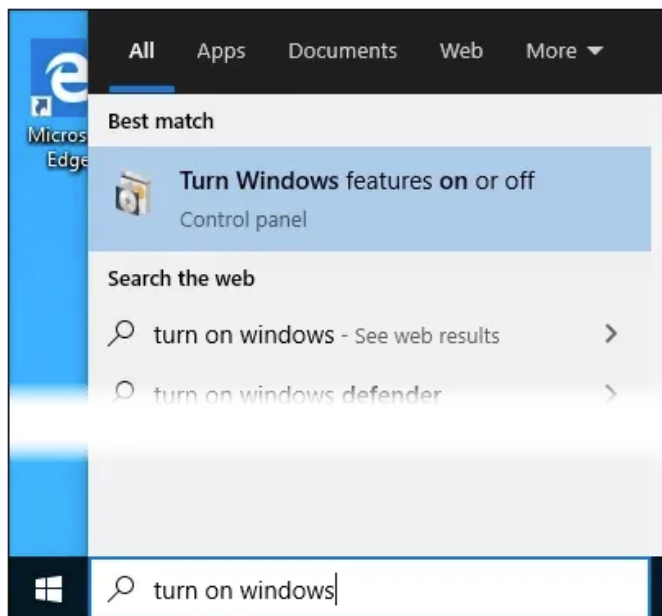 All Apps Documents Web More
Micros
Edge
Best match
Turn Windows features on or off
Control panel
Search the web
turn on windows - See web results
turn on windows defender
turn on windows